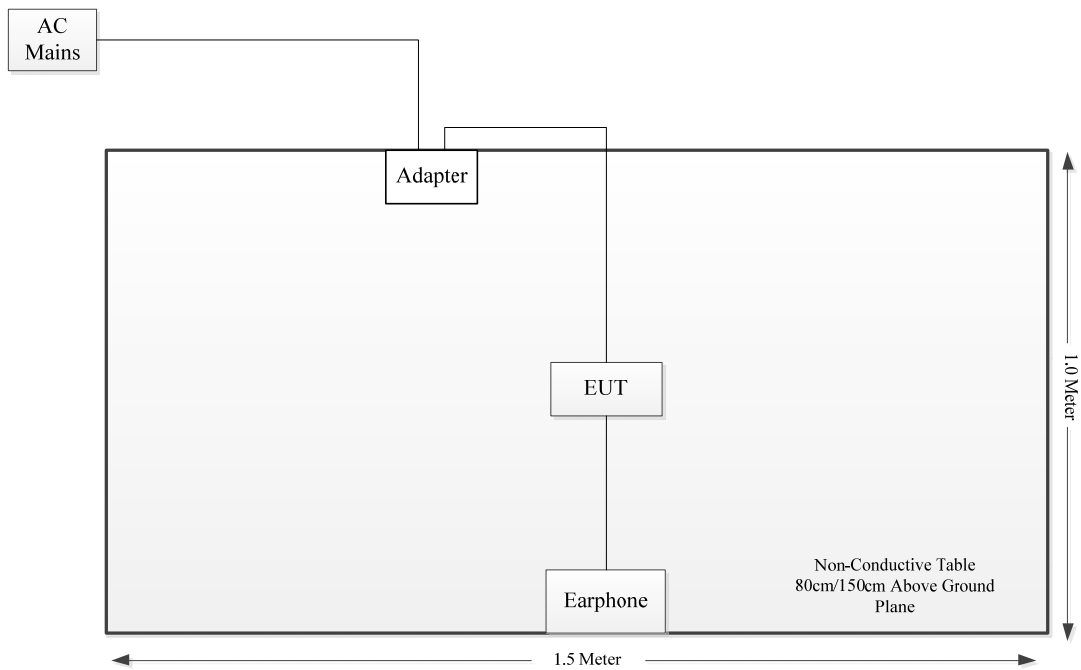 AC
Mains
Adapter
EUT
1.0 Meter
Earphone
Non-Conductive Table
80cm/150cm Above Ground
Plane
1.5 Meter